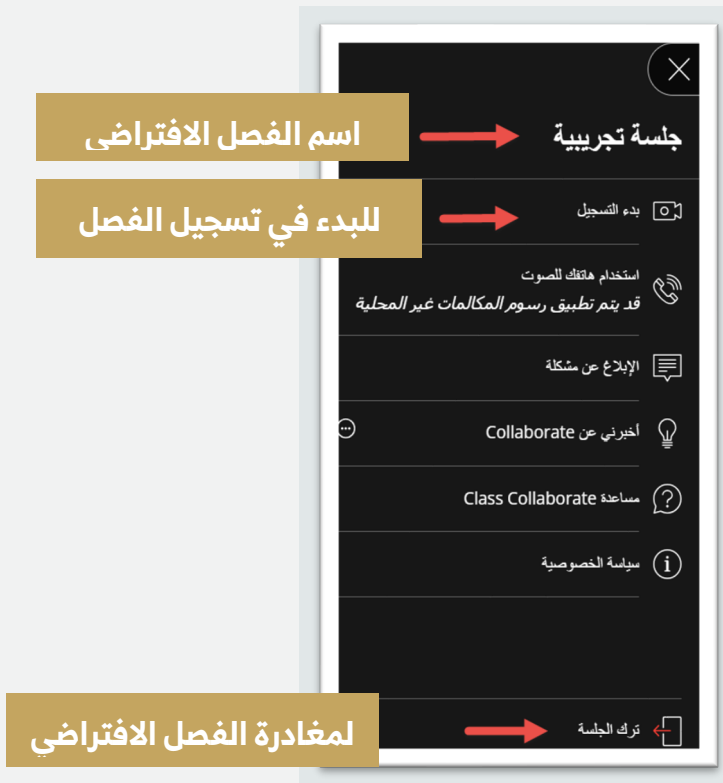 جلسة تجريبية
اسم الفصل الافتراضي
بدء التسجيل
للبدء في تسجيل الفصل
استخدام هاتفك للصوت
قد يتم تطبيق رسوم المكالمات غير المحلية
الإبلاغ عن مشكلة
أخبرني عن Collaborate
مساعدة Class Collaborate
سياسة الخصوصية
ترك الجلسة
لمغادرة الفصل الافتراضي